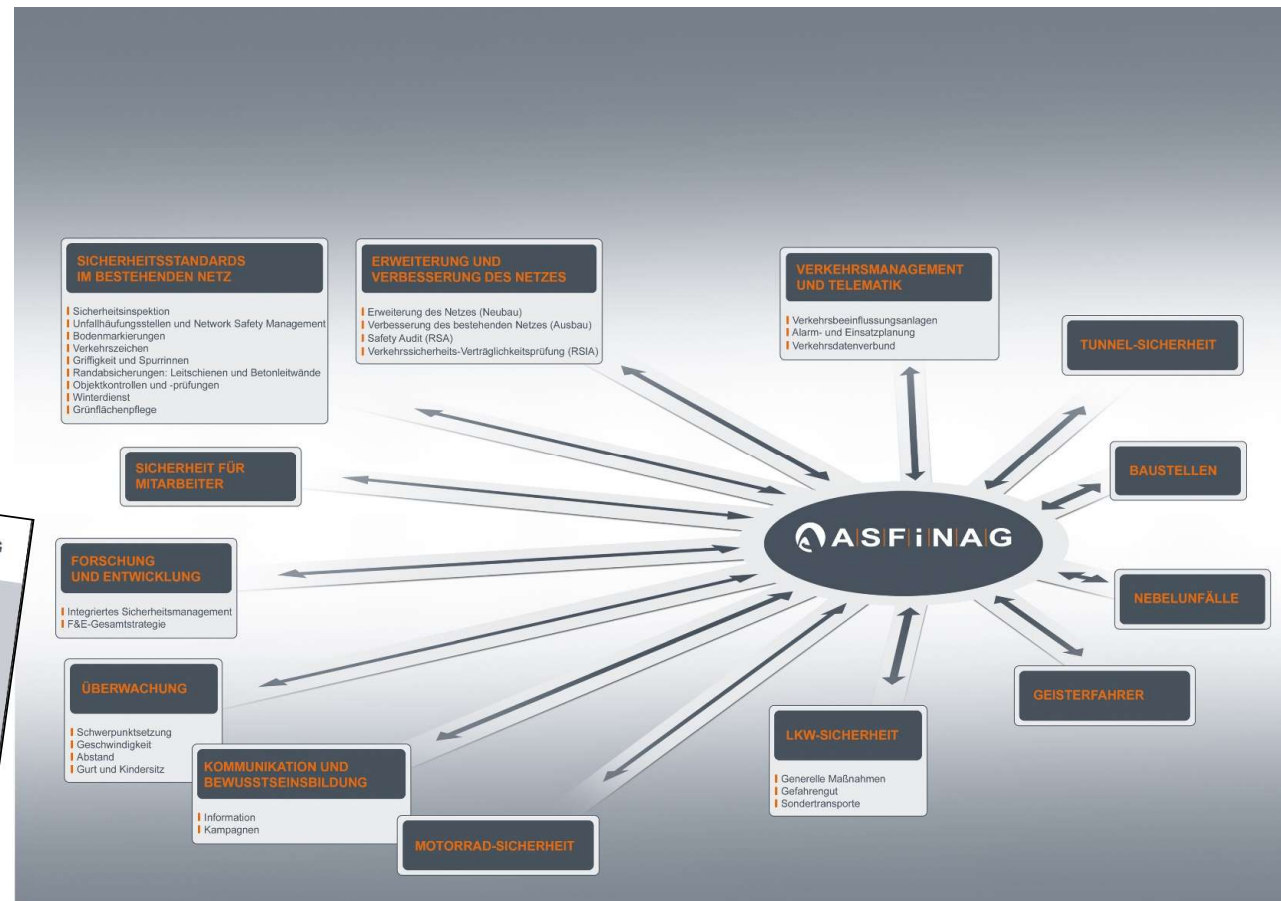 SICHERHEITSSTANDARDS
IM BESTEHENDEN NETZ
Sicherheitsinspektion
Unfallhäufungsstellen und Network Safety Management
Bodenmarkierungen
Verkehrszeichen
Griffigkeit und Spurrinnen
Randabsicherungen: Leitschienen und Betonleitwände
Objektkontrollen und -prüfungen
Winterdienst
Grünflächenpflege
ERWEITERUNG UND
VERBESSERUNG DES NETZES
Erweiterung des Netzes (Neubau)
Verbesserung des bestehenden Netzes (Ausbau)
Safety Audit (RSA)
Verkehrssicherheits-Verträglichkeitsprüfung (RSIA)
VERKEHRSMANAGEMENT
UND TELEMATIK
Verkehrsbeeinflussungsanlagen
Alarm- und Einsatzplanung
Verkehrsdatenverbund
TUNNEL-SICHERHEIT
SICHERHEIT FÜR
MITARBEITER
BAUSTELLEN
ASFiNAG
FORSCHUNG
UND ENTWICKLUNG
Integriertes Sicherheitsmanagement
F&E-Gesamtstrategie
NEBELUNFÄLLE
ÜBERWACHUNG
Schwerpunktsetzung
Geschwindigkeit
Abstand
Gurt und Kindersitz
GEISTERFAHRER
KOMMUNIKATION UND
BEWUSSTSEINSBILDUNG
Information
Kampagnen
LKW-SICHERHEIT
Generelle Maßnahmen
Gefahrengut
Sondertransporte
MOTORRAD-SICHERHEIT